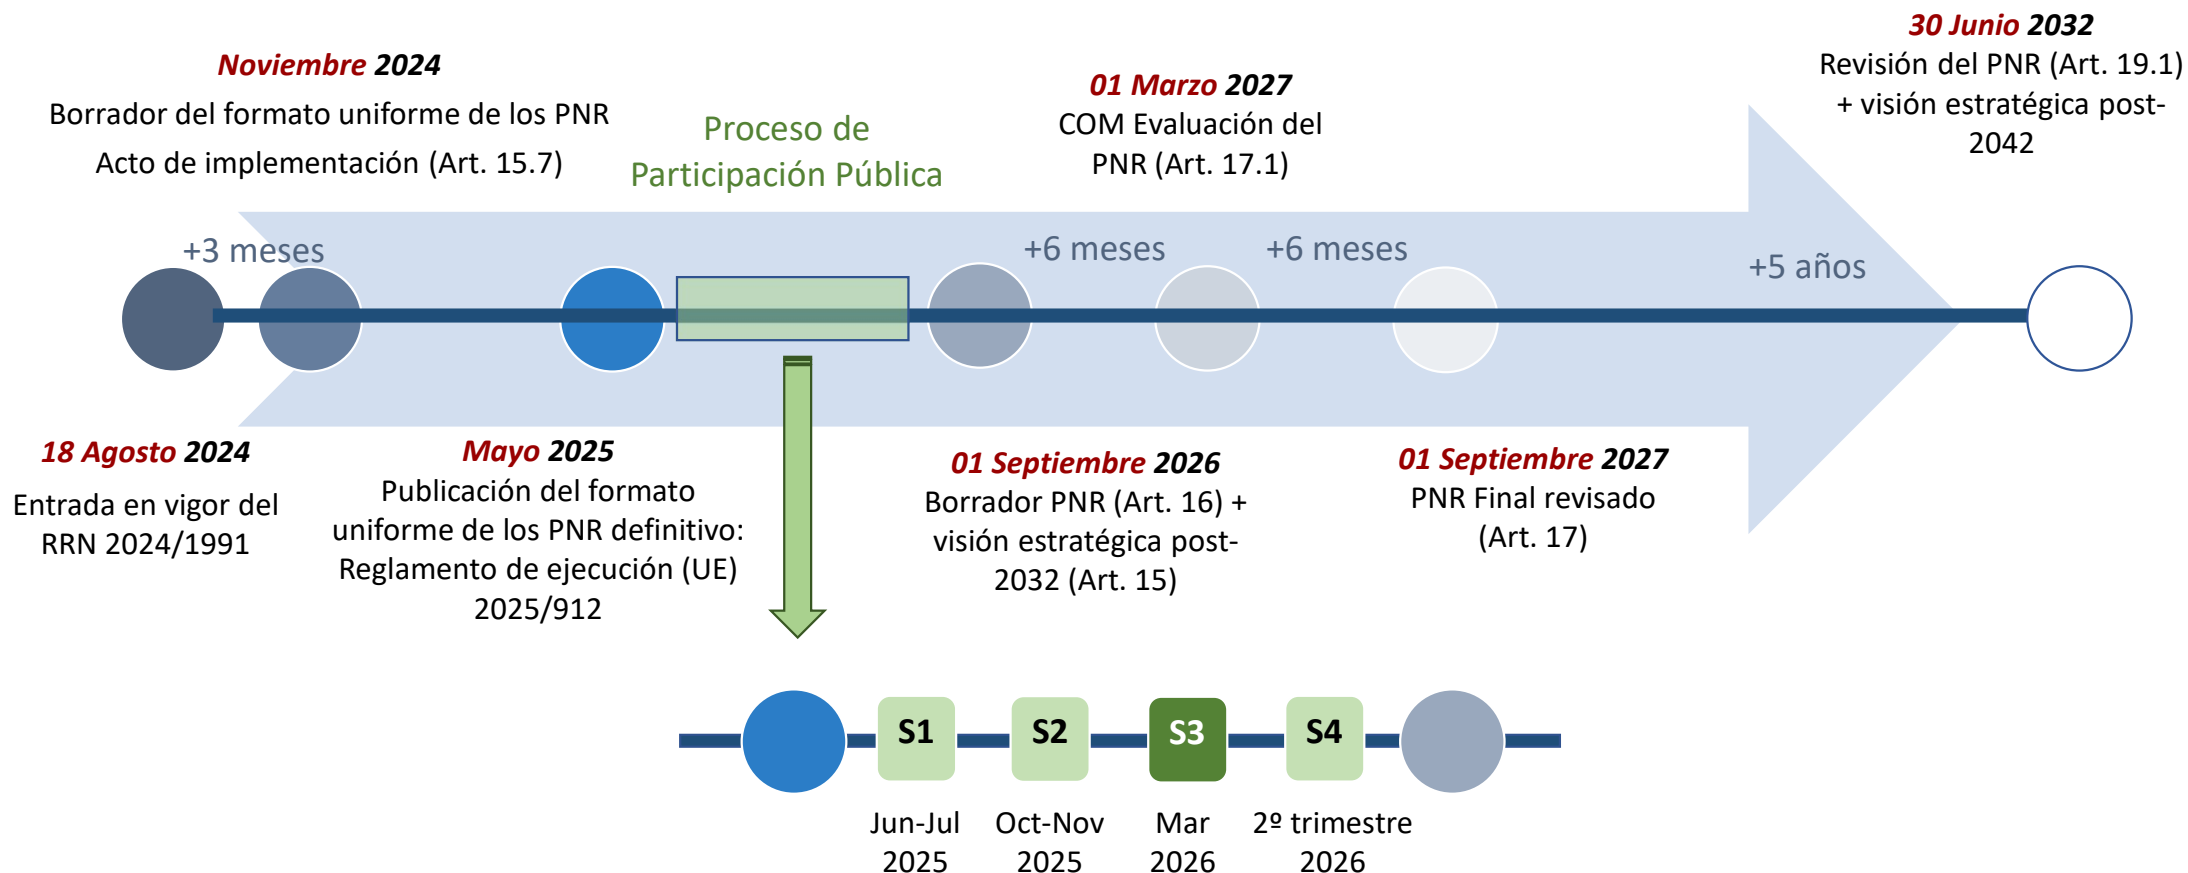 Noviembre 2024
Borrador del formato uniforme de los PNR
Acto de implementación (Art. 15.7)
Proceso de
Participación Pública
01 Marzo 2027
COM Evaluación del
PNR (Art. 17.1)
30 Junio 2032
Revisión del PNR (Art. 19.1)
+ visión estratégica post-
2042
+3 meses
+6 meses
+6 meses
+5 años
18 Agosto 2024
Entrada en vigor del
RRN 2024/1991
Mayo 2025
Publicación del formato
uniforme de los PNR definitivo:
Reglamento de ejecución (UE)
2025/912
01 Septiembre 2026
Borrador PNR (Art. 16) +
visión estratégica post-
2032 (Art. 15)
01 Septiembre 2027
PNR Final revisado
(Art. 17)
S1
S2
S3
S4
Jun-Jul
2025
Oct-Nov
2025
Mar
2026
2º trimestre
2026